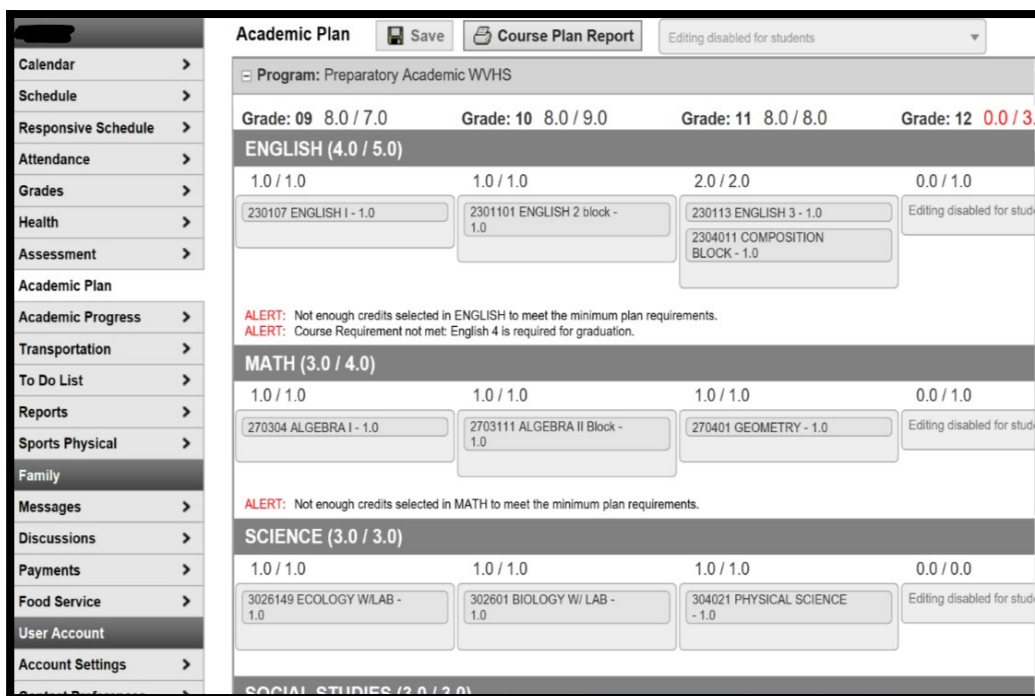 Academic Plan
Save
Course Plan Report
Editing disabled for students
Calendar
Schedule
Responsive Schedule
Attendance
Grades
Health
Assessment
Academic Plan
Academic Progress
Transportation
To Do List
Reports
Sports Physical
Family
Messages
Discussions
Payments
Food Service
User Account
Account Settings
Program: Preparatory Academic WVHS
Grade: 09 8.0 / 7.0
Grade: 10 8.0 / 9.0
Grade: 11 8.0 / 8.0
Grade: 12 0.0 / 3.
ENGLISH (4.0 / 5.0)
1.0 / 1.0
1.0 / 1.0
2.0 / 2.0
0.0 / 1.0
230107 ENGLISH I - 1.0
2301101 ENGLISH 2 block -
1.0
230113 ENGLISH 3 - 1.0
2304011 COMPOSITION
BLOCK - 1.0
Editing disabled for stud
ALERT: Not enough credits selected in ENGLISH to meet the minimum plan requirements.
ALERT: Course Requirement not met: English 4 is required for graduation.
MATH (3.0 / 4.0)
1.0 / 1.0
1.0 / 1.0
1.0 / 1.0
0.0 / 1.0
270304 ALGEBRA I - 1.0
2703111 ALGEBRA II Block -
1.0
270401 GEOMETRY - 1.0
Editing disabled for stud
ALERT: Not enough credits selected in MATH to meet the minimum plan requirements.
SCIENCE (3.0 / 3.0)
1.0 / 1.0
1.0 / 1.0
1.0 / 1.0
0.0 / 0.0
3026149 ECOLOGY W/LAB -
1.0
302601 BIOLOGY W/ LAB -
1.0
304021 PHYSICAL SCIENCE
- 1.0
Editing disabled for stud
SOCIAL STUDIES (3.0 / 3.0)